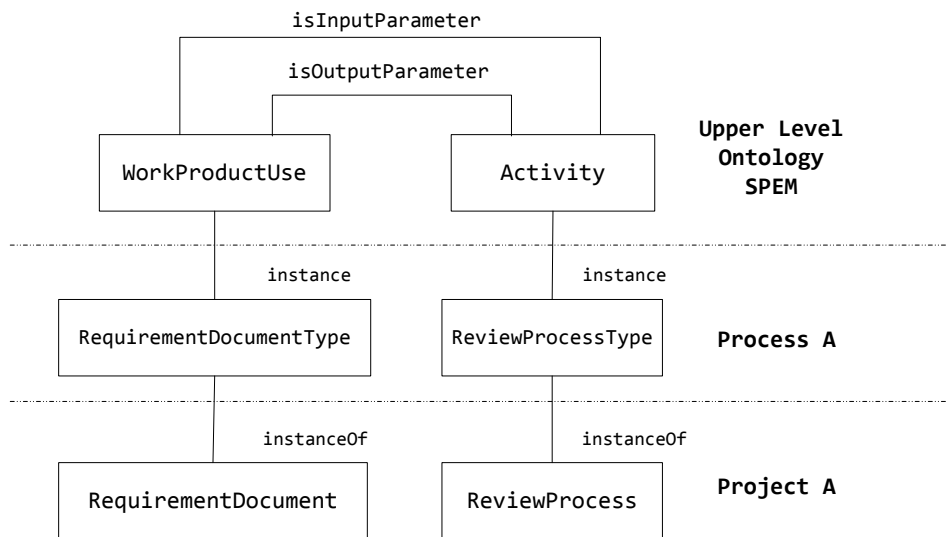 isInputParameter
isOutputParameter
WorkProductUse
Activity
Upper Level
Ontology
SPEM
instance
instance
RequirementDocumentType
ReviewProcessType
Process A
instanceOf
instanceOf
RequirementDocument
ReviewProcess
Project A